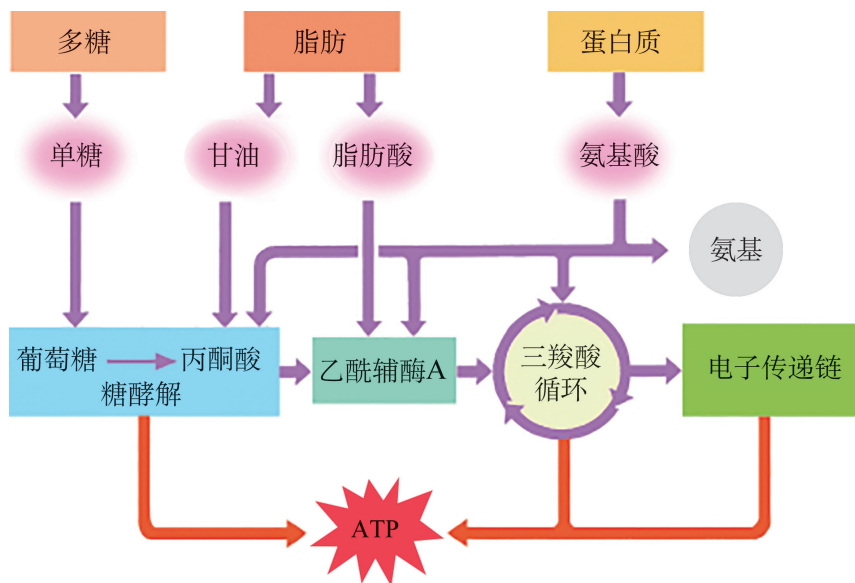 多糖
脂肪
蛋白质
单糖
甘油
脂肪酸
氨基酸
氨基
葡萄糖
丙酮酸
糖酵解
乙酰辅酶A
三羧酸
循环
电子传递链
ATP